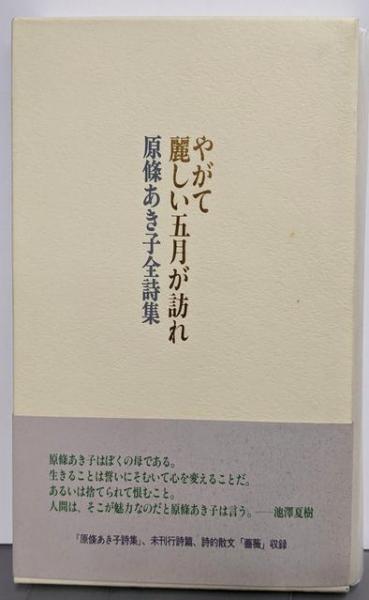 やがて
麗しい五月が訪れ
原條あき子全詩集
原條あき子はぼくの母である。
生きることは誓いにそむいて心を変えることだ。
あるいは捨てられて恨むこと。
人間は、そこが魅力なのだと原條あき子は言う。──池澤夏樹
「原條あき子詩集」、未刊行詩篇、詩的散文「薔薇」収録